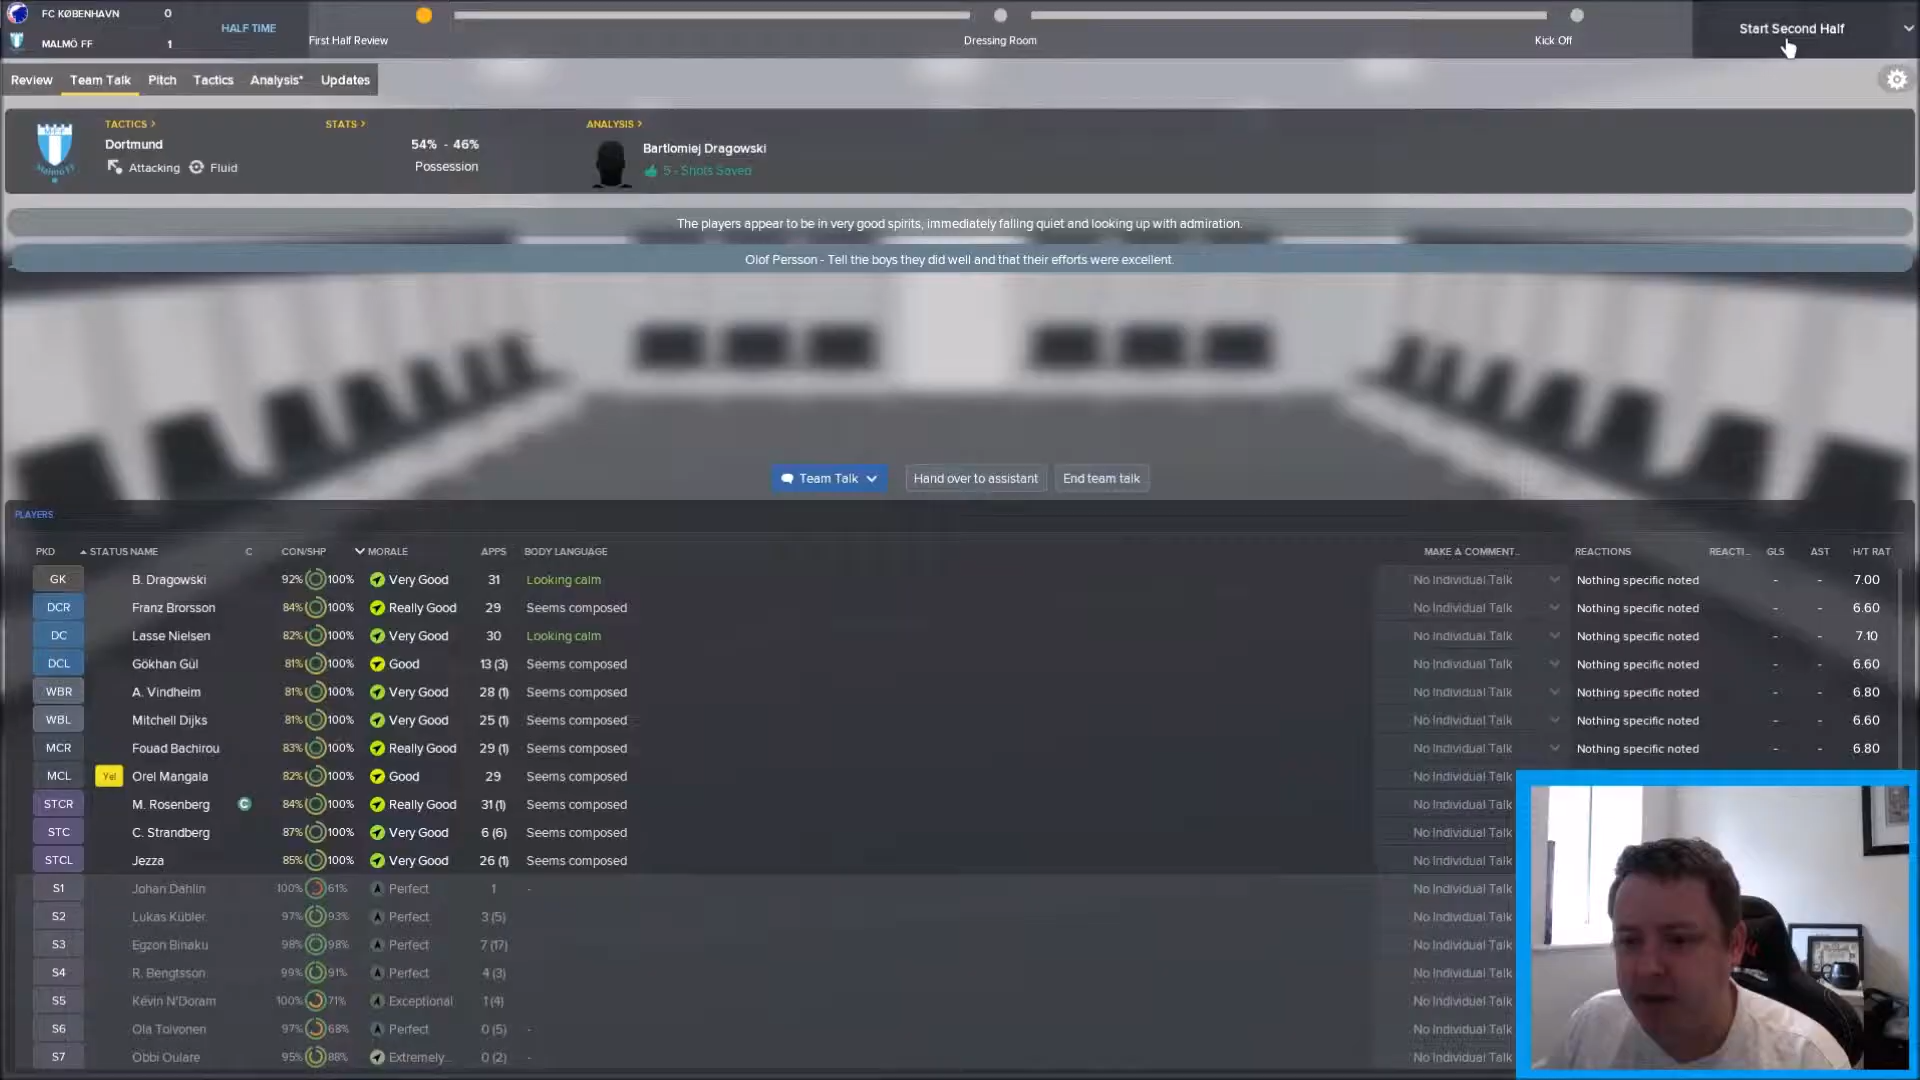 FC KØBENHAVN 0
MALMÖ FF 1
HALF TIME
First Half Review
Dressing Room
Kick Off
Start Second Half
Review Team Talk Pitch Tactics Analysis* Updates
TACTICS >
Dortmund
Attacking Fluid
STATS >
54% - 46%
Possession
ANALYSIS >
Bartlomiej Dragowski
5 - Shots Saved
The players appear to be in very good spirits, immediately falling quiet and looking up with admiration.
Olof Persson - Tell the boys they did well and that their efforts were excellent.
Team Talk Hand over to assistant End team talk
PLAYERS
PKD STATUS NAME C CON/SHP MORALE APPS BODY LANGUAGE MAKE A COMMENT... REACTIONS REACTI... GLS AST H/T RAT
GK B. Dragowski 92% 100% Very Good 31 Looking calm No Individual Talk Nothing specific noted - - 7.00
DCR Franz Brorsson 84% 100% Really Good 29 Seems composed No Individual Talk Nothing specific noted - - 6.60
DC Lasse Nielsen 82% 100% Very Good 30 Looking calm No Individual Talk Nothing specific noted - - 7.10
DCL Gökhan Gül 81% 100% Good 13 (3) Seems composed No Individual Talk Nothing specific noted - - 6.60
WBR A. Vindheim 81% 100% Very Good 28 (1) Seems composed No Individual Talk Nothing specific noted - - 6.80
WBL Mitchell Dijks 81% 100% Very Good 25 (1) Seems composed No Individual Talk Nothing specific noted - - 6.60
MCR Fouad Bachirou 83% 100% Really Good 29 (1) Seems composed No Individual Talk Nothing specific noted - - 6.80
MCL Yel Orel Mangala 82% 100% Good 29 Seems composed No Individual Talk
STCR M. Rosenberg C 84% 100% Really Good 31 (1) Seems composed No Individual Talk
STC C. Strandberg 87% 100% Very Good 6 (6) Seems composed No Individual Talk
STCL Jezza 85% 100% Very Good 26 (1) Seems composed No Individual Talk
S1 Johan Dahlin 100% 61% Perfect 1 - No Individual Talk
S2 Lukas Kübler 97% 93% Perfect 3 (5) No Individual Talk
S3 Egzon Binaku 98% 98% Perfect 7 (17) No Individual Talk
S4 R. Bengtsson 99% 91% Perfect 4 (3) No Individual Talk
S5 Kévin N'Doram 100% 71% Exceptional 1 (4) No Individual Talk
S6 Ola Toivonen 97% 68% Perfect 0 (5) - No Individual Talk
S7 Obbi Oulare 95% 88% Extremely... 0 (2) - No Individual Talk